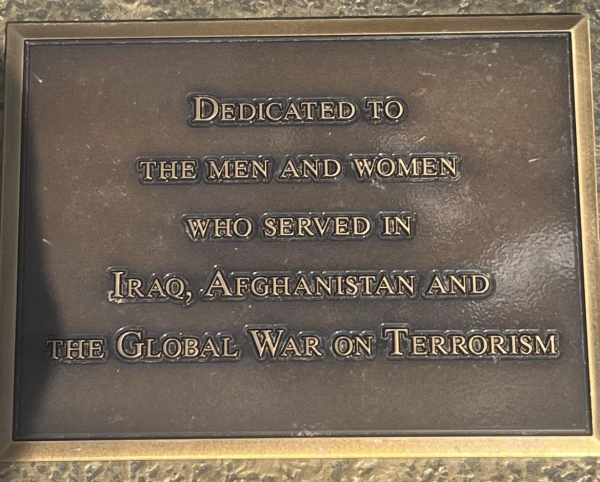 Dedicated to
the men and women
who served in
Iraq, Afghanistan and
the Global War on Terrorism